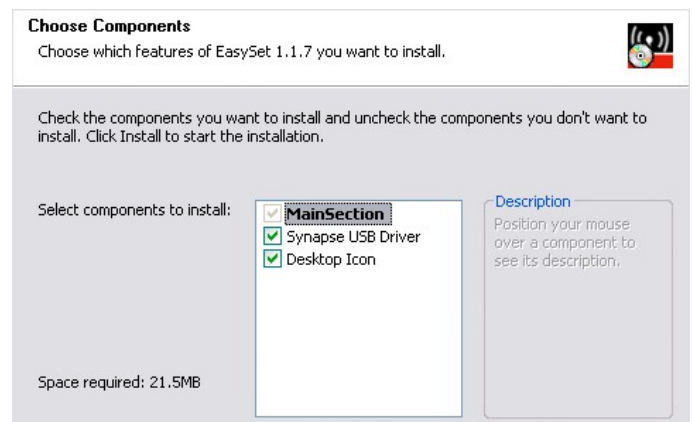 Choose Components
Choose which features of EasySet 1.1.7 you want to install.
Check the components you want to install and uncheck the components you don't want to
install. Click Install to start the installation.
Select components to install:
MainSection
Synapse USB Driver
Desktop Icon
Description
Position your mouse
over a component to
see its description.
Space required: 21.5MB